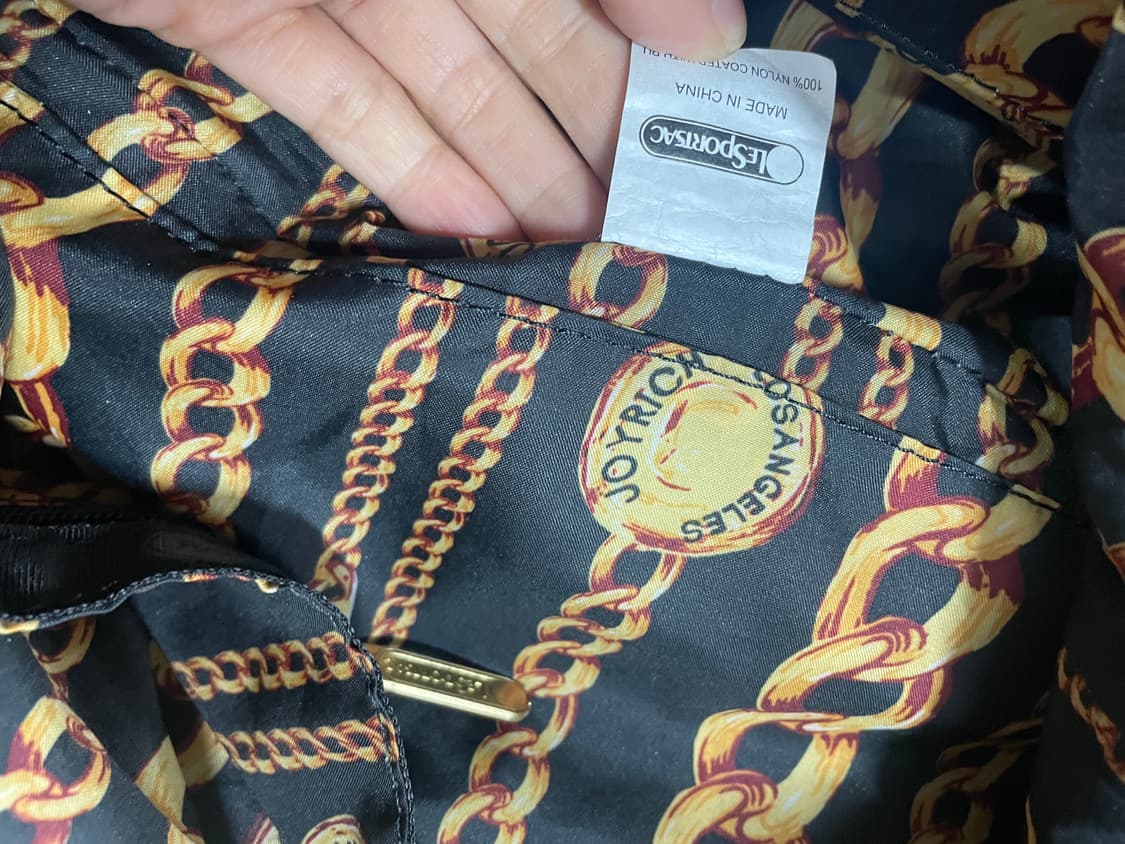 LESPORTSAC
MADE IN CHINA
100% NYLON COATED WITH PU
JOYRICH
LOS ANGELES